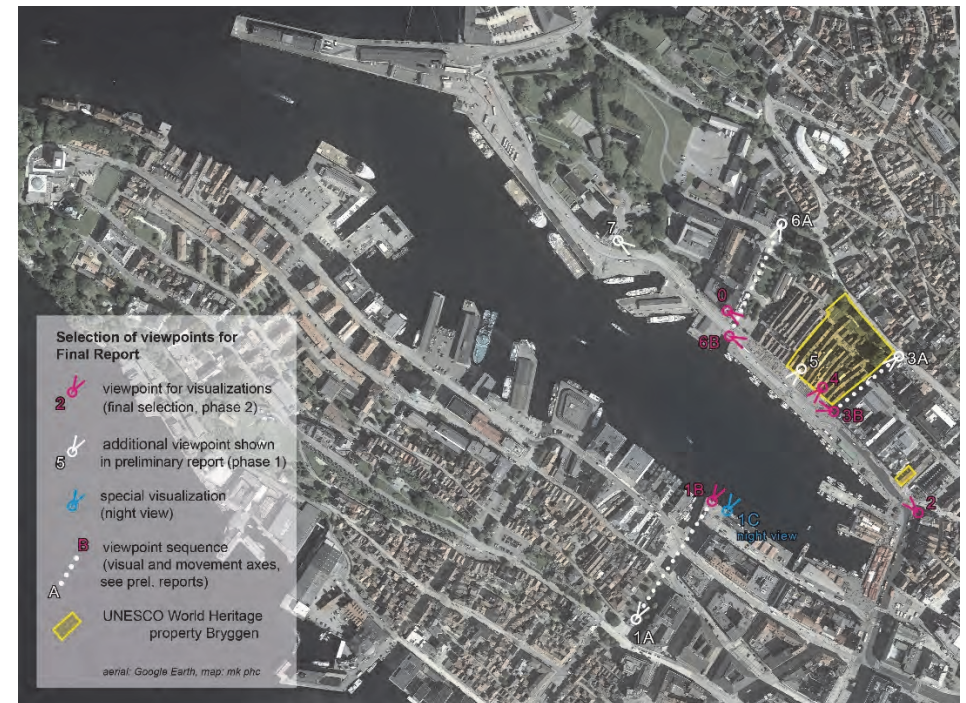 7
6A
0
6B
5
3A
4
3B
2
1B
1C
night view
1A
Selection of viewpoints for
Final Report
2
viewpoint for visualizations
(final selection, phase 2)
5
additional viewpoint shown
in preliminary report (phase 1)
special visualization
(night view)
B
viewpoint sequence
(visual and movement axes,
see prel. reports)
A
UNESCO World Heritage
property Bryggen
aerial: Google Earth, map: mk phc